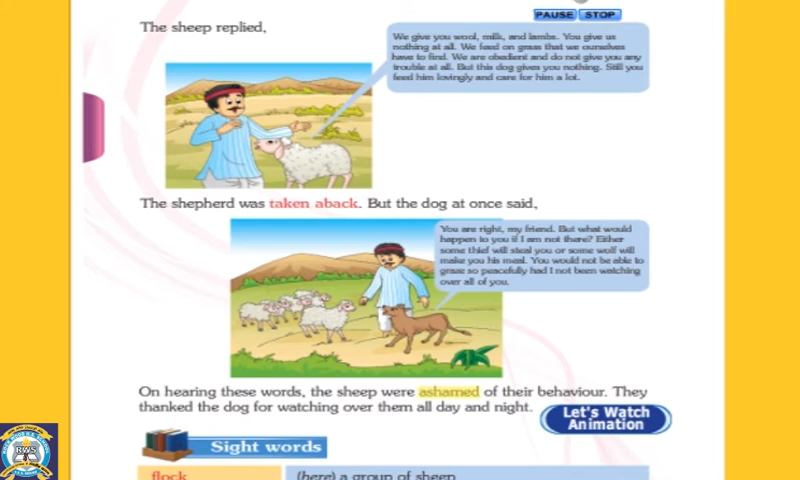 PAUSE STOP
The sheep replied,
We give you wool, milk, and lambs. You give us
nothing at all. We feed on grass that we ourselves
have to find. We are obedient and do not give you any
trouble at all. But this dog gives you nothing. Still you
feed him lovingly and care for him a lot.
The shepherd was taken aback. But the dog at once said,
You are right, my friend. But what would
happen to you if I am not there? Either
some thief will steal you or some wolf will
make you his meal. You would not be able to
graze so peacefully had I not been watching
over all of you.
On hearing these words, the sheep were ashamed of their behaviour. They
thanked the dog for watching over them all day and night.
Let's Watch
Animation
Sight words
flock (here) a group of sheep
RWS